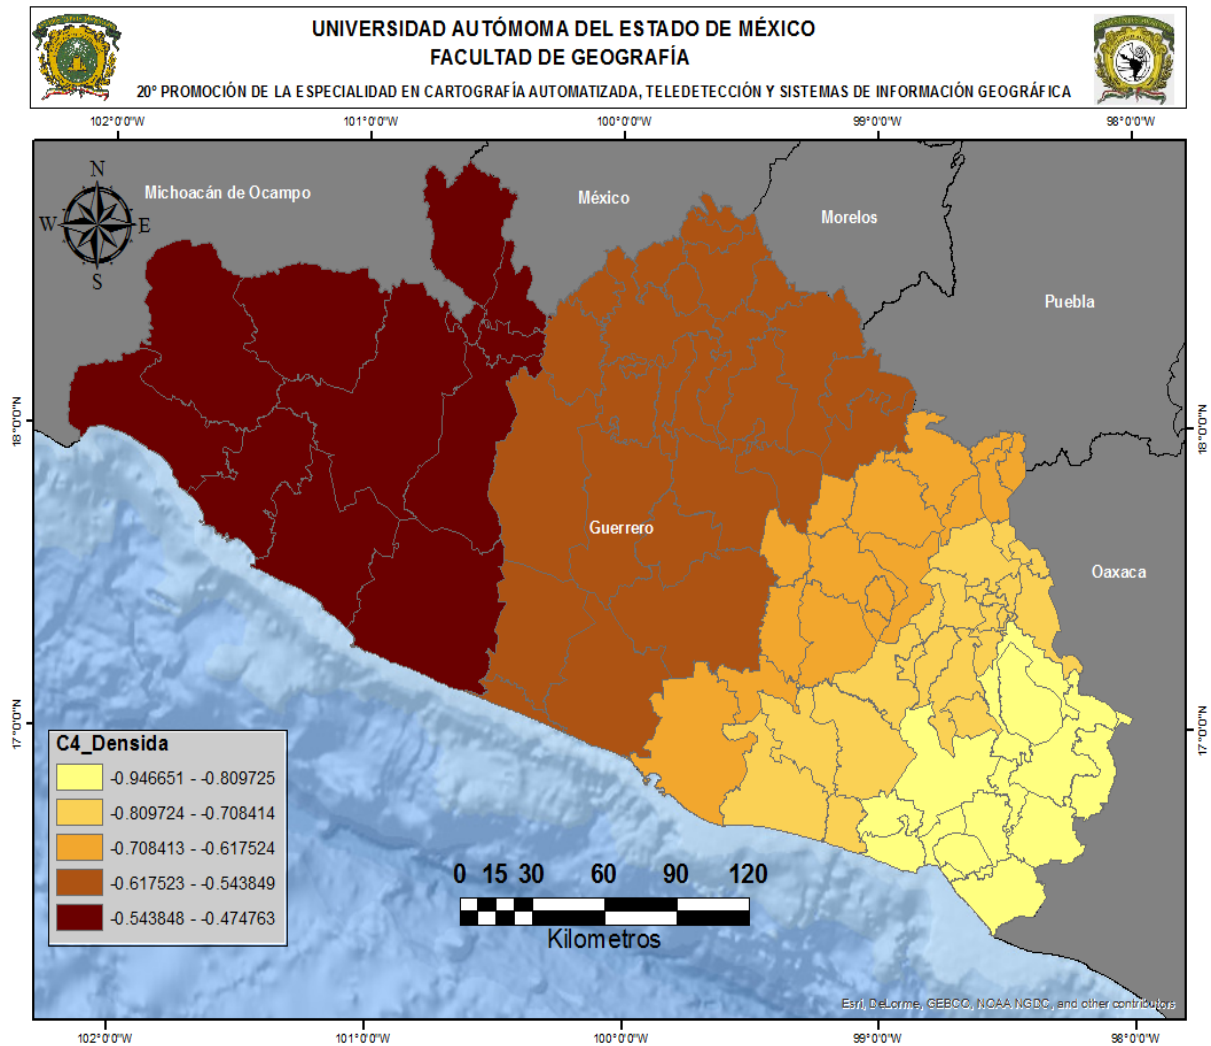 UNIVERSIDAD AUTÓMOMA DEL ESTADO DE MÉXICO
FACULTAD DE GEOGRAFÍA
20º PROMOCIÓN DE LA ESPECIALIDAD EN CARTOGRAFÍA AUTOMATIZADA, TELEDETECCIÓN Y SISTEMAS DE INFORMACIÓN GEOGRÁFICA
102°0'0"W 101°0'0"W 100°0'0"W 99°0'0"W 98°0'0"W
N
W E
S
Michoacán de Ocampo
México
Morelos
Puebla
18°0'0"N 18°0'0"N
Guerrero
Oaxaca
17°0'0"N 17°0'0"N
C4_Densida
-0.946651 - -0.809725
-0.809724 - -0.708414
-0.708413 - -0.617524
-0.617523 - -0.543849
-0.543848 - -0.474763
0 15 30 60 90 120
Kilometros
Esri, DeLorme, GEBCO, NOAA NGDC, and other contributors
102°0'0"W 101°0'0"W 100°0'0"W 99°0'0"W 98°0'0"W